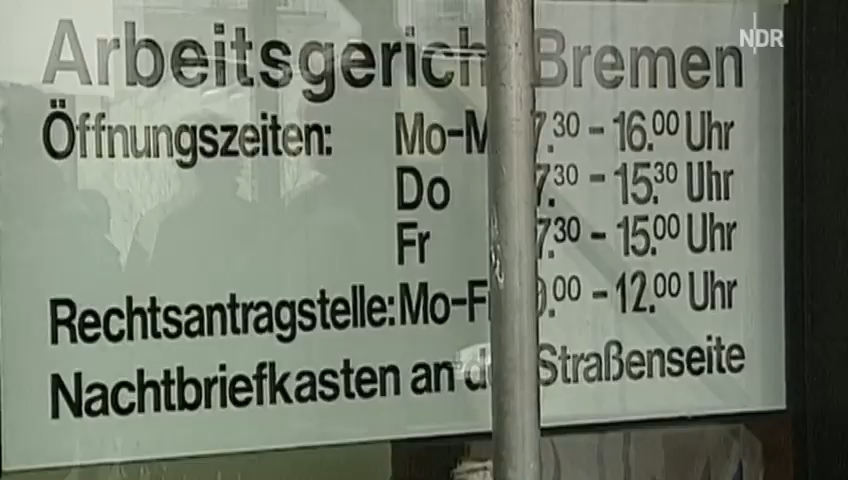 NDR
Arbeitsgerich Bremen
Öffnungszeiten: Mo-M 7.30 - 16.00 Uhr
Do 7.30 - 15.30 Uhr
Fr 7.30 - 15.00 Uhr
Rechtsantragstelle: Mo-F .00 - 12.00 Uhr
Nachtbriefkasten an d Straßenseite